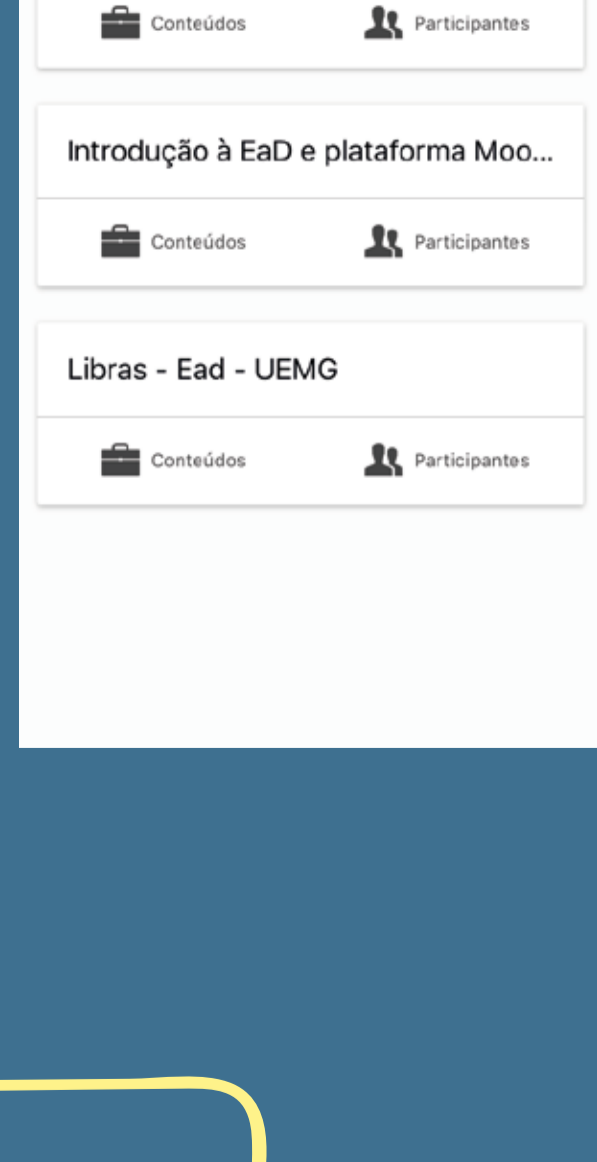 Conteúdos Participantes
Introdução à EaD e plataforma Moo...
Conteúdos Participantes
Libras - Ead - UEMG
Conteúdos Participantes